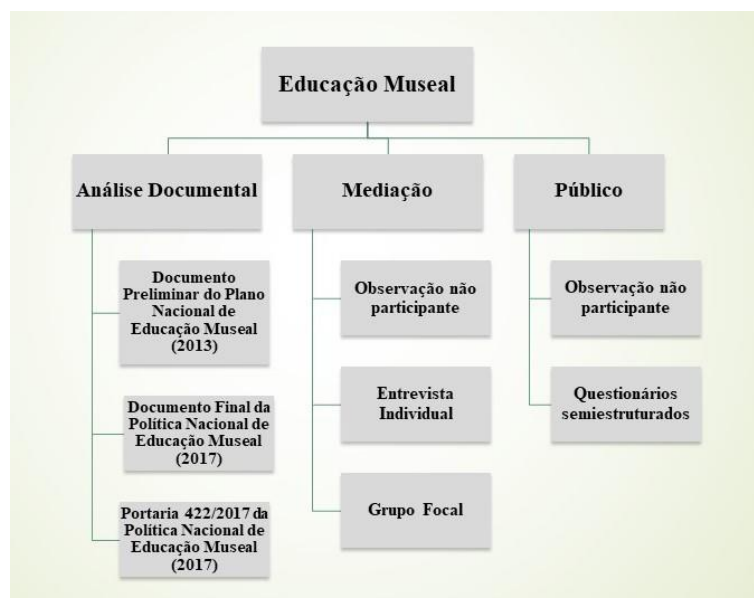 Educação Museal
Análise Documental
Documento
Preliminar do Plano
Nacional de
Educação Museal
(2013)
Documento Final da
Política Nacional de
Educação Museal
(2017)
Portaria 422/2017 da
Política Nacional de
Educação Museal
(2017)
Mediação
Observação não
participante
Entrevista
Individual
Grupo Focal
Público
Observação não
participante
Questionários
semiestruturados